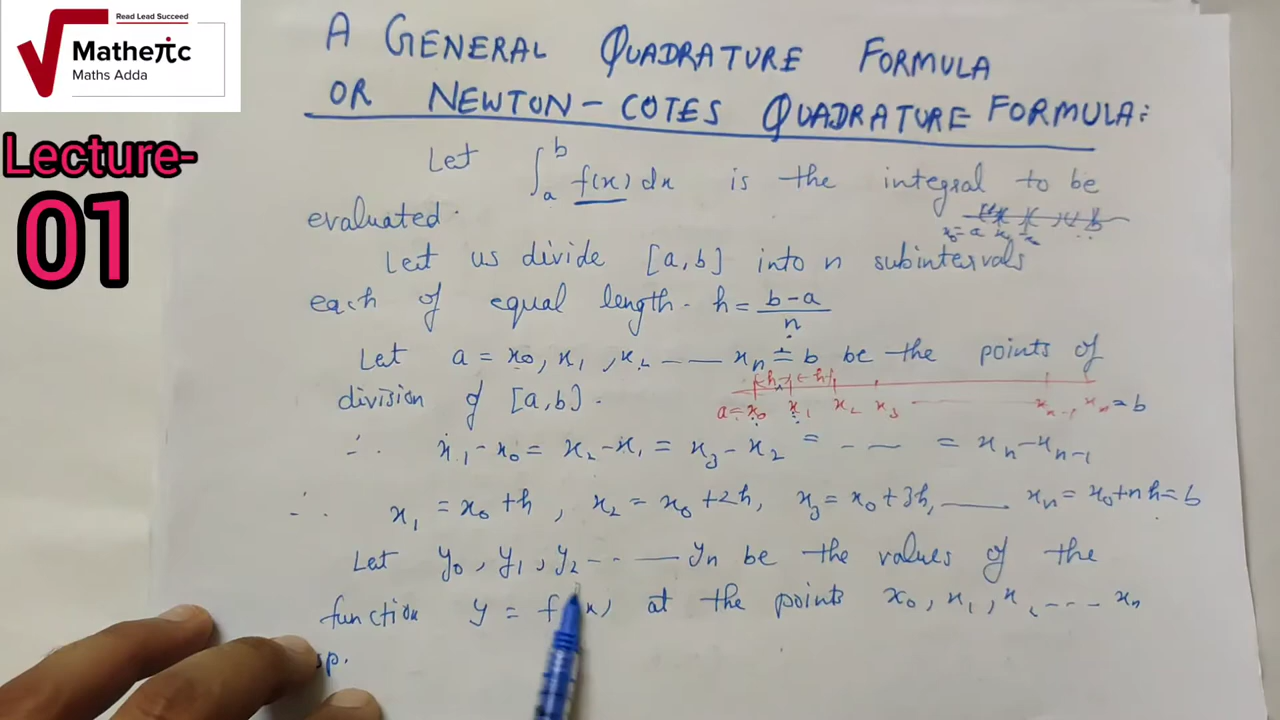 Read Lead Succeed
Matheπc
Maths Adda
Lecture-
01
A GENERAL QUADRATURE FORMULA
OR NEWTON-COTES QUADRATURE FORMULA:
Let ∫ₐᵇ f(x) dx is the integral to be
evaluated.
x₀=a x₁ b
Let us divide [a,b] into n subintervals
each of equal length. h = (b-a)/n
Let a = x₀, x₁, x₂ ---- xₙ = b be the points of
division of [a,b].
h h
a=x₀ x₁ x₂ x₃ ---- xₙ₋₁ xₙ=b
∴ x₁-x₀ = x₂-x₁ = x₃-x₂ = ---- = xₙ-xₙ₋₁
∴ x₁ = x₀+h, x₂ = x₀+2h, x₃ = x₀+3h, ---- xₙ = x₀+nh=b
Let y₀, y₁, y₂ ---- yₙ be the values of the
function y = f(x) at the points x₀, x₁, x₂ ---- xₙ